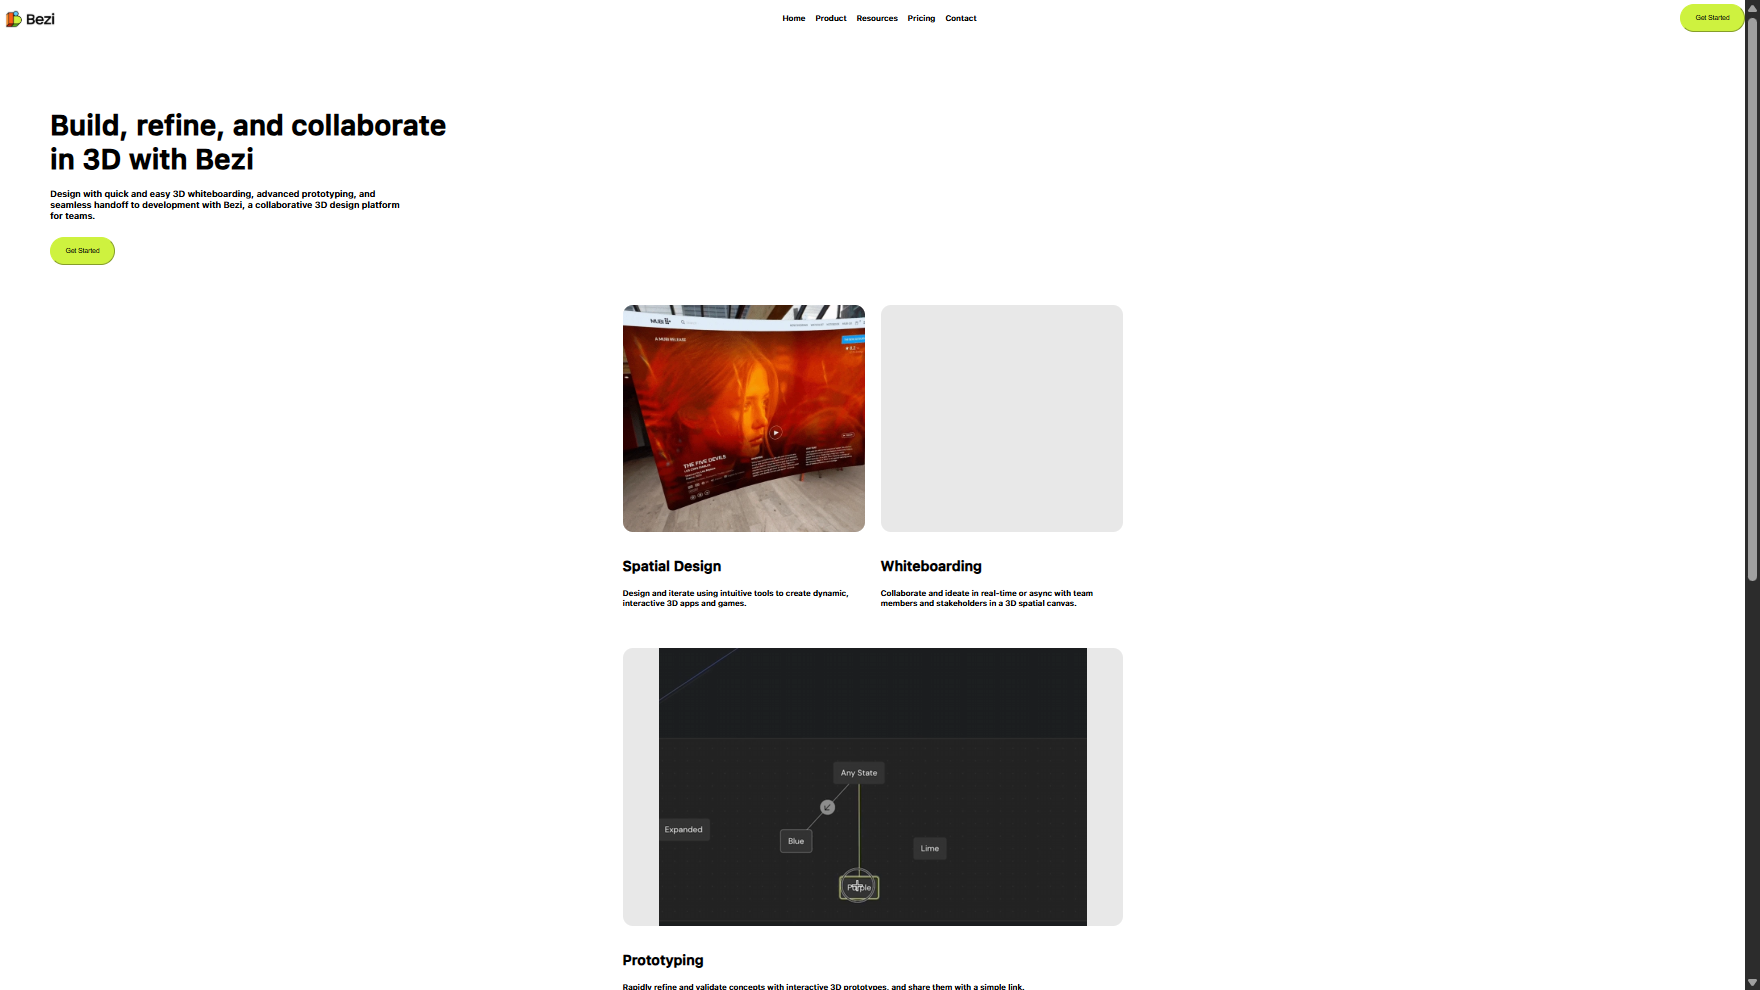 Bezi
Home Product Resources Pricing Contact
Get Started
Build, refine, and collaborate
in 3D with Bezi
Design with quick and easy 3D whiteboarding, advanced prototyping, and
seamless handoff to development with Bezi, a collaborative 3D design platform
for teams.
Get Started
MUBI
A MUBI RELEASE
THE FIVE DEVILS
Spatial Design
Design and iterate using intuitive tools to create dynamic,
interactive 3D apps and games.
Whiteboarding
Collaborate and ideate in real-time or async with team
members and stakeholders in a 3D spatial canvas.
Any State
Expanded
Blue
Lime
Purple
Prototyping
Rapidly refine and validate concepts with interactive 3D prototypes, and share them with a simple link.